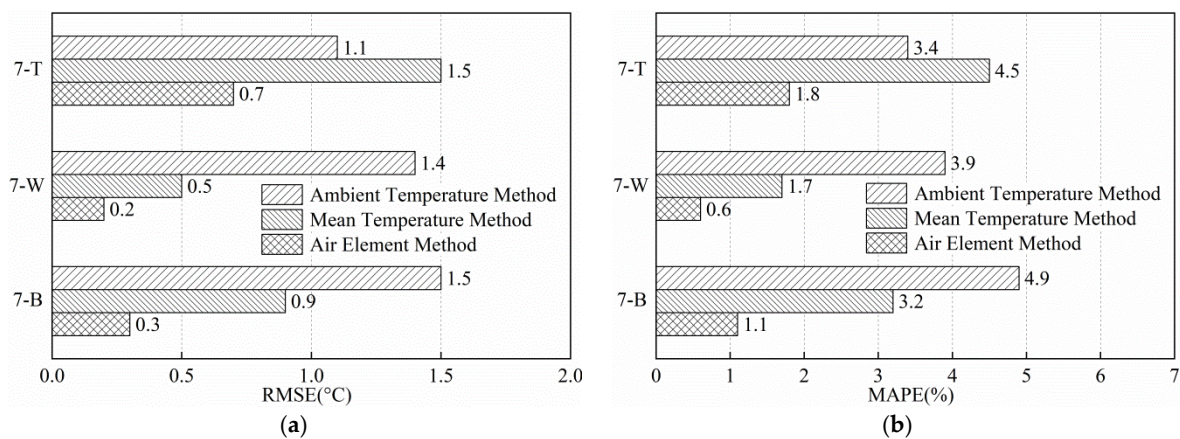 7-T
1.1
1.5
0.7
7-W
1.4
0.5
0.2
Ambient Temperature Method
Mean Temperature Method
Air Element Method
7-B
1.5
0.9
0.3
0.0 0.5 1.0 1.5 2.0
RMSE(°C)
(a)
7-T
3.4
4.5
1.8
7-W
3.9
1.7
0.6
Ambient Temperature Method
Mean Temperature Method
Air Element Method
7-B
4.9
3.2
1.1
0 1 2 3 4 5 6 7
MAPE(%)
(b)